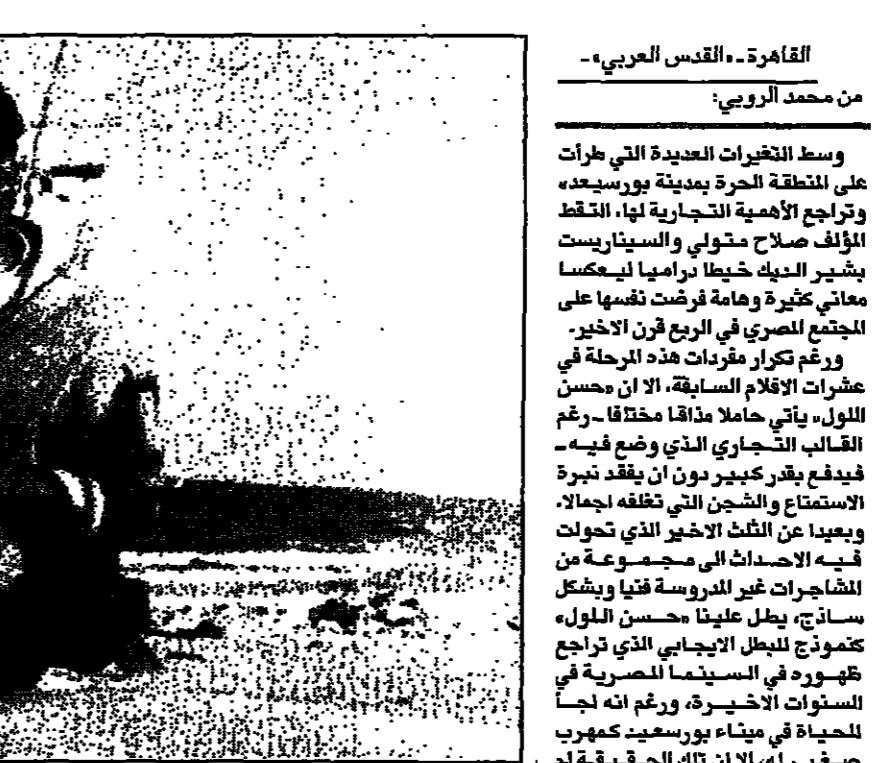 القاهرة ـ «القدس العربي» ـ
من محمد الروبي:
وسط التغيرات العديدة التي طرأت
على المنطقة الحرة بمدينة بورسيعد،
وتراجع الأهمية التجارية لها، التقط
المؤلف صلاح متولي والسيناريست
بشير الديك خيطا دراميا ليعكسا
معاني كثيرة وهامة فرضت نفسها على
المجتمع المصري في الربع قرن الاخير.
ورغم تكرار مفردات هذه المرحلة في
عشرات الافلام السابقة، الا ان «حسن
اللول» يأتي حاملا مذاقا مختلفا ـ رغم
القالب التجاري الذي وضع فيه ـ
فيدفع بقدر كبير دون ان يفقد نبرة
الاستمتاع والشجن التي تغلفه اجمالا.
وبعيدا عن الثلث الاخير الذي تحولت
فيه الاحداث الى مجموعة من
المشاجرات غير المدروسة فنيا وبشكل
ساذج، يطل علينا «حسن اللول»
كنموذج للبطل الايجابي الذي تراجع
ظهوره في السينما المصرية في
السنوات الاخيرة، ورغم انه لجأ
للحياة في ميناء بورسعيد كمهرب
الا ان تلك الحقيقة لم